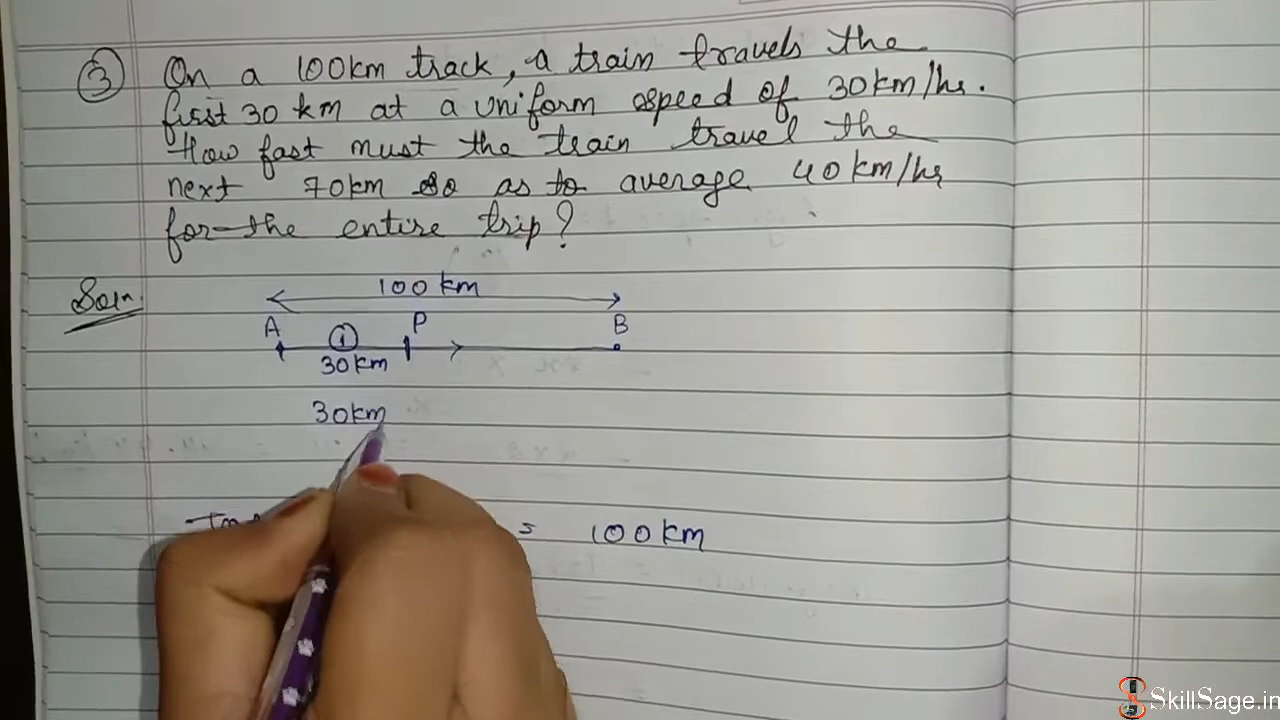 ③ On a 100km track, a train travels the
first 30 km at a uniform speed of 30km/hs.
How fast must the train travel the
next 70km so as to average 40km/hs
for the entire trip?
Soln.
100 km
A ① P B
30km
30km
= 100km
SkillSage.in